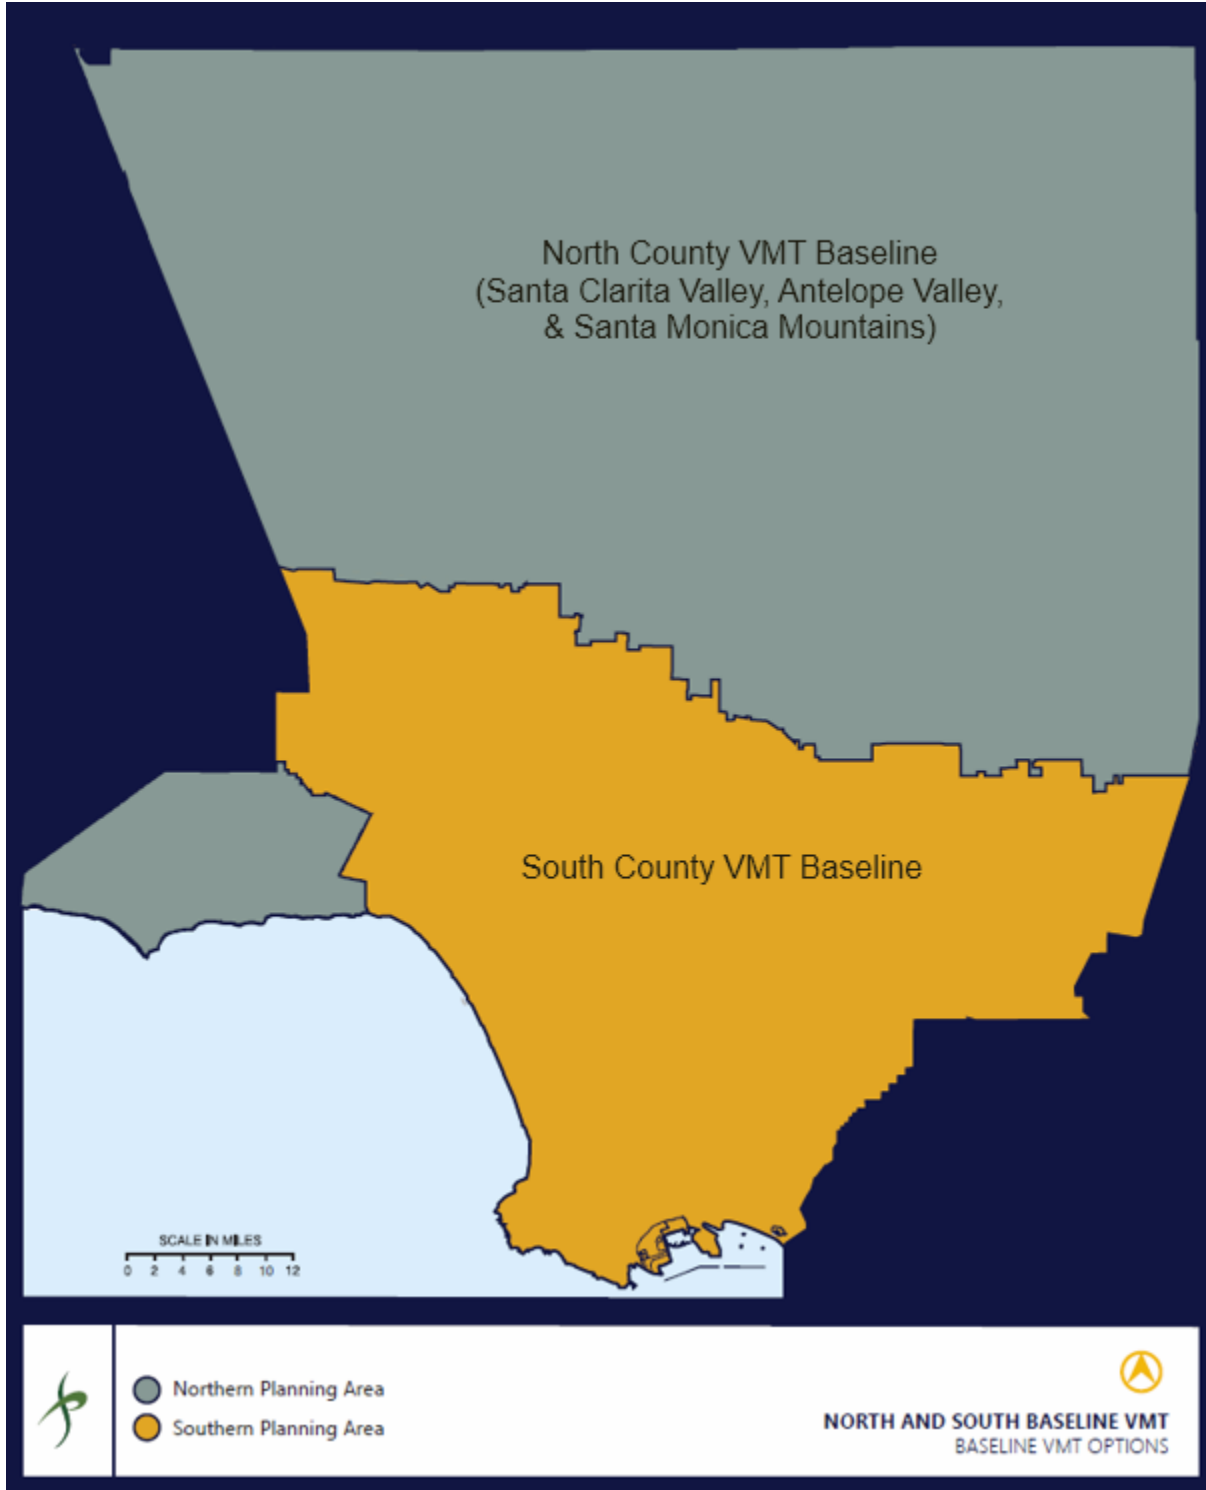 North County VMT Baseline
(Santa Clarita Valley, Antelope Valley,
& Santa Monica Mountains)
South County VMT Baseline
SCALE IN MILES
0 2 4 6 8 10 12
Northern Planning Area
Southern Planning Area
NORTH AND SOUTH BASELINE VMT
BASELINE VMT OPTIONS